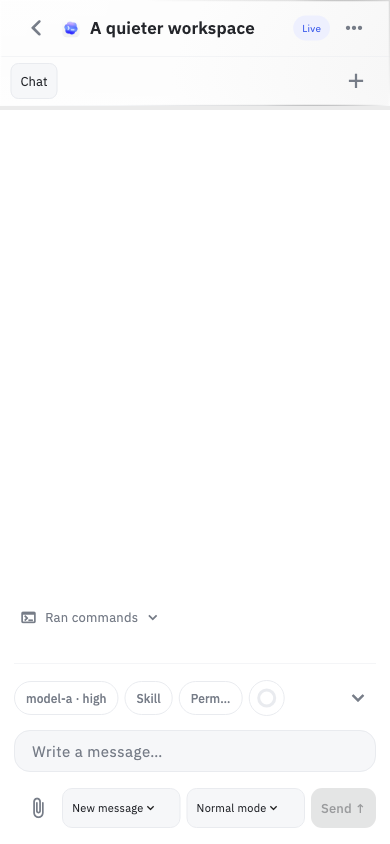 A quieter workspace
Live
Chat
Ran commands
model-a · high
Skill
Perm...
Write a message...
New message
Normal mode
Send ↑